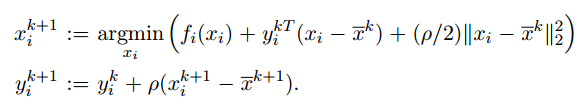 x_i^{k+1} := argmin_{x_i} ( f_i(x_i) + y_i^{kT}(x_i − x̅^k) + (ρ/2)‖x_i − x̅^k‖_2^2 )
y_i^{k+1} := y_i^k + ρ(x_i^{k+1} − x̅^{k+1}).